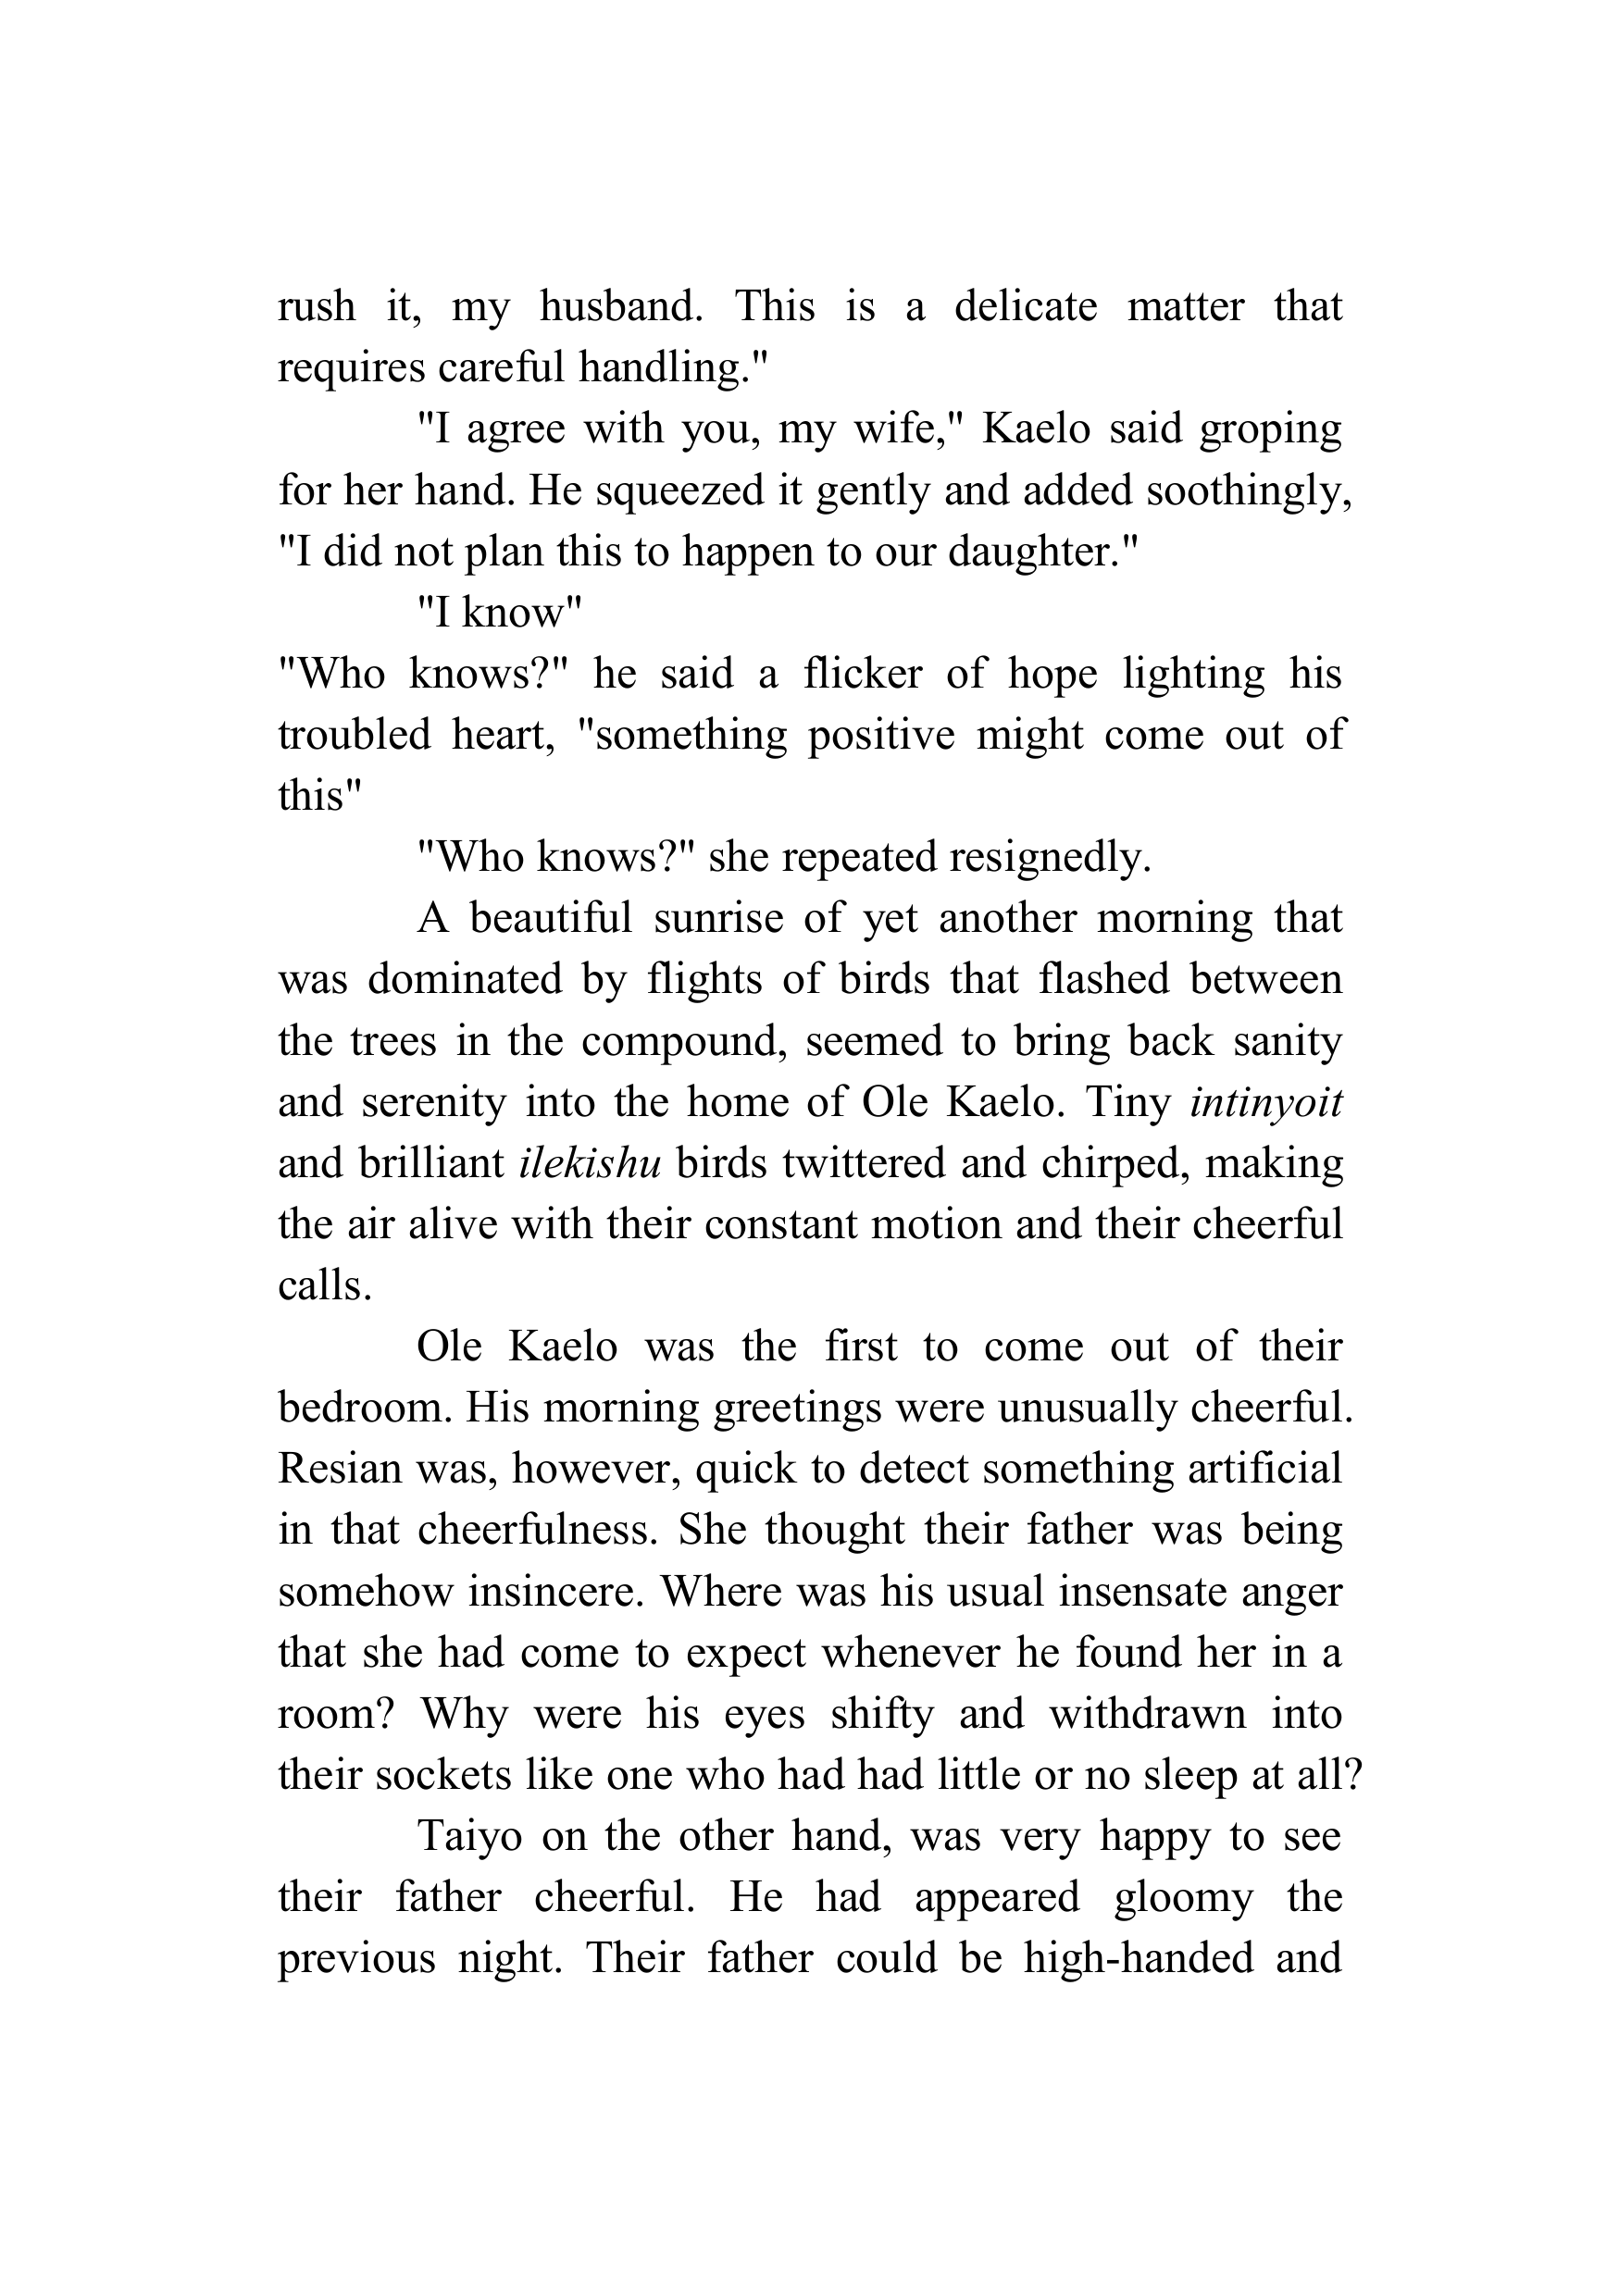 rush it, my husband. This is a delicate matter that
requires careful handling."
"I agree with you, my wife," Kaelo said groping
for her hand. He squeezed it gently and added soothingly,
"I did not plan this to happen to our daughter."
"I know"
"Who knows?" he said a flicker of hope lighting his
troubled heart, "something positive might come out of
this"
"Who knows?" she repeated resignedly.
A beautiful sunrise of yet another morning that
was dominated by flights of birds that flashed between
the trees in the compound, seemed to bring back sanity
and serenity into the home of Ole Kaelo. Tiny intinyoit
and brilliant ilekishu birds twittered and chirped, making
the air alive with their constant motion and their cheerful
calls.
Ole Kaelo was the first to come out of their
bedroom. His morning greetings were unusually cheerful.
Resian was, however, quick to detect something artificial
in that cheerfulness. She thought their father was being
somehow insincere. Where was his usual insensate anger
that she had come to expect whenever he found her in a
room? Why were his eyes shifty and withdrawn into
their sockets like one who had had little or no sleep at all?
Taiyo on the other hand, was very happy to see
their father cheerful. He had appeared gloomy the
previous night. Their father could be high-handed and